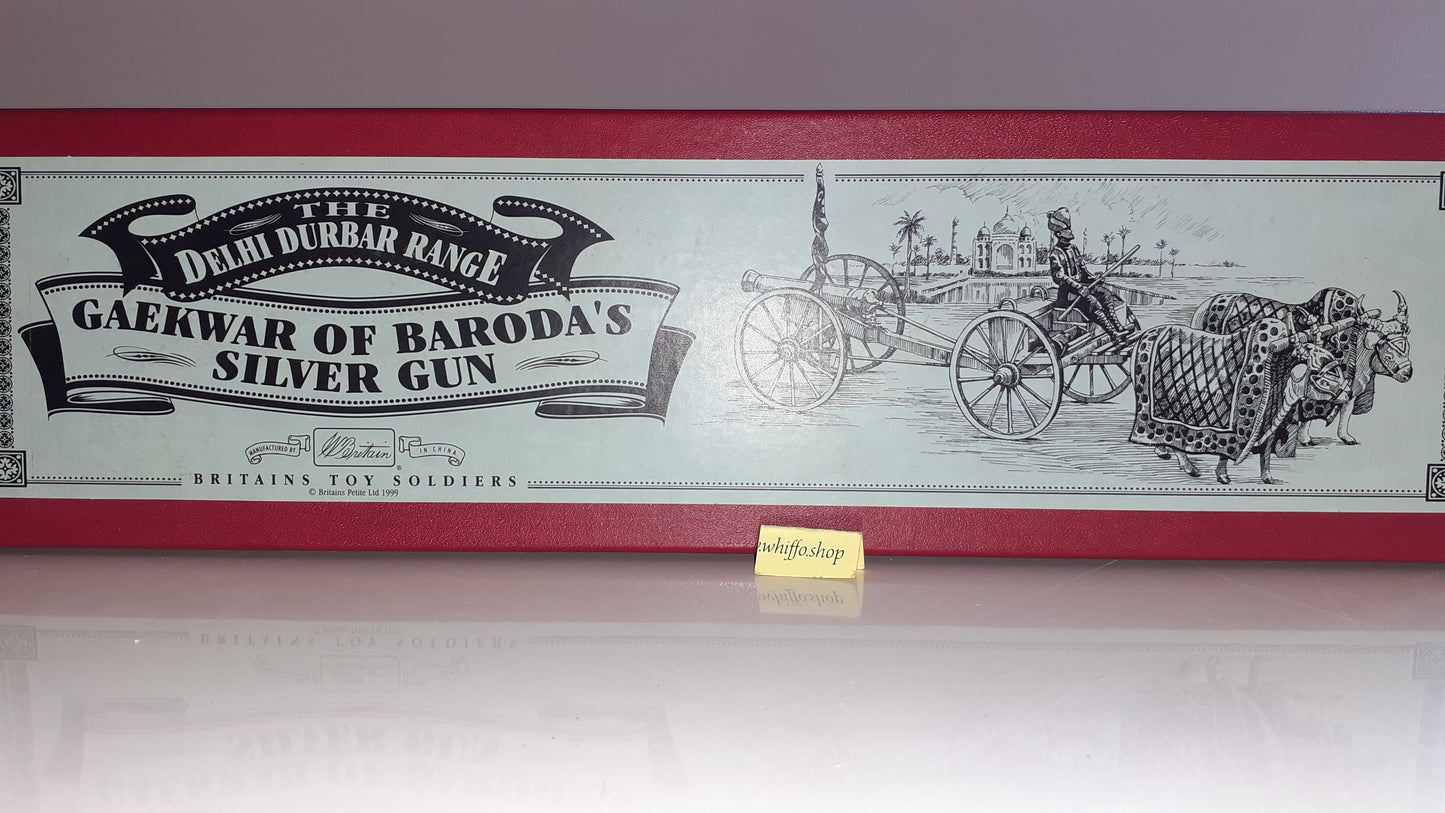 THE
DELHI DURBAR RANGE
GAEKWAR OF BARODA'S
SILVER GUN
MANUFACTURED BY W Britain ® IN CHINA
BRITAINS TOY SOLDIERS
© Britains Petite Ltd 1999
.whiffo.shop